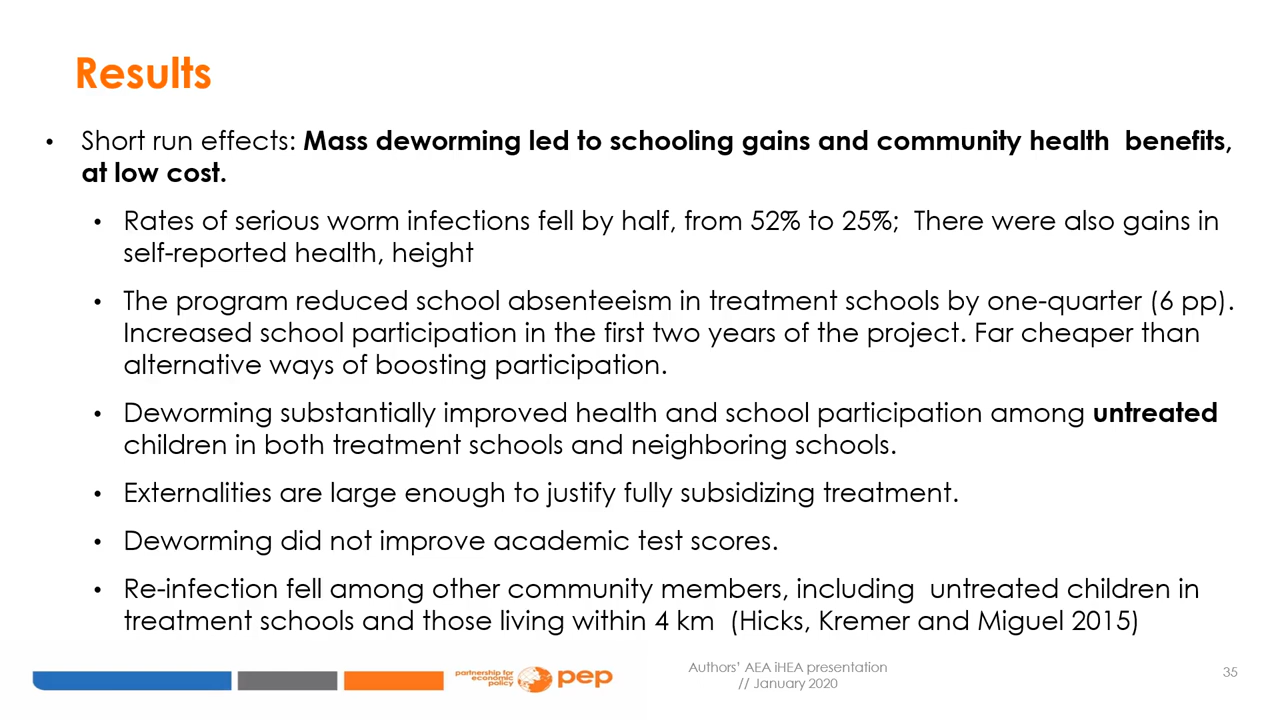 Results
• Short run effects: Mass deworming led to schooling gains and community health  benefits,
at low cost.
• Rates of serious worm infections fell by half, from 52% to 25%;  There were also gains in
self-reported health, height
• The program reduced school absenteeism in treatment schools by one-quarter (6 pp).
Increased school participation in the first two years of the project. Far cheaper than
alternative ways of boosting participation.
• Deworming substantially improved health and school participation among untreated
children in both treatment schools and neighboring schools.
• Externalities are large enough to justify fully subsidizing treatment.
• Deworming did not improve academic test scores.
• Re-infection fell among other community members, including  untreated children in
treatment schools and those living within 4 km  (Hicks, Kremer and Miguel 2015)
partnership for
economic
policy
pep
Authors’ AEA iHEA presentation
// January 2020
35